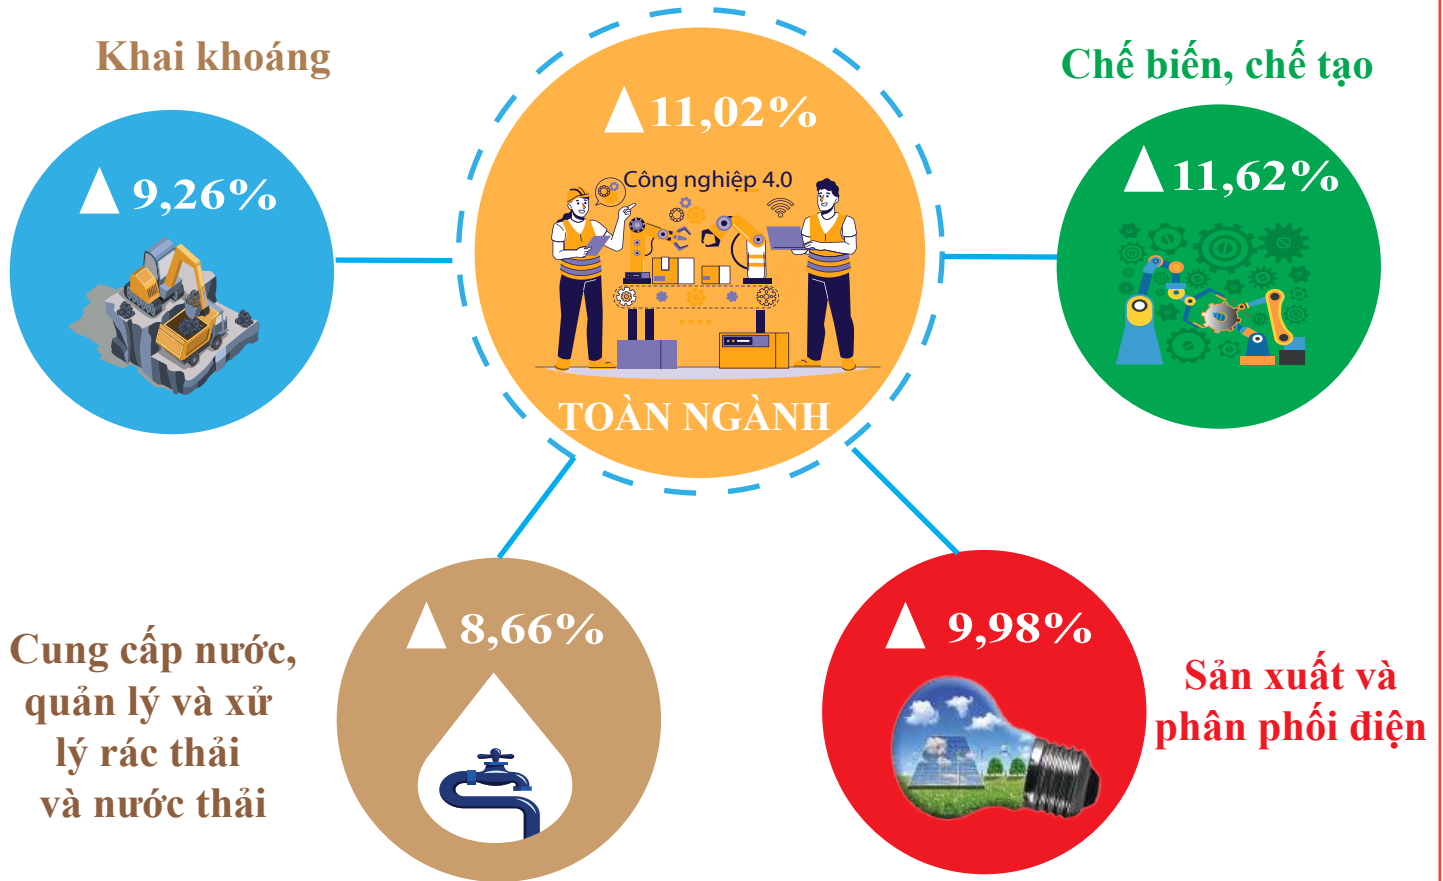 Khai khoáng
▲ 9,26%
▲ 11,02%
Công nghiệp 4.0
TOÀN NGÀNH
Chế biến, chế tạo
▲ 11,62%
Cung cấp nước,
quản lý và xử
lý rác thải
và nước thải
▲ 8,66%
▲ 9,98%
Sản xuất và
phân phối điện